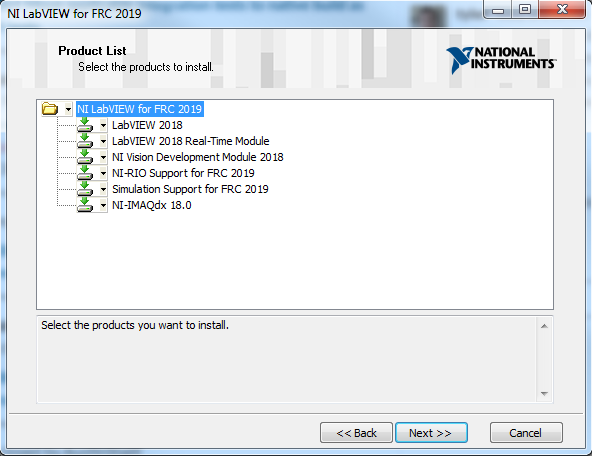 NI LabVIEW for FRC 2019
Product List
Select the products to install.
NATIONAL
INSTRUMENTS
NI LabVIEW for FRC 2019
LabVIEW 2018
LabVIEW 2018 Real-Time Module
NI Vision Development Module 2018
NI-RIO Support for FRC 2019
Simulation Support for FRC 2019
NI-IMAQdx 18.0
Select the products you want to install.
<< Back
Next >>
Cancel